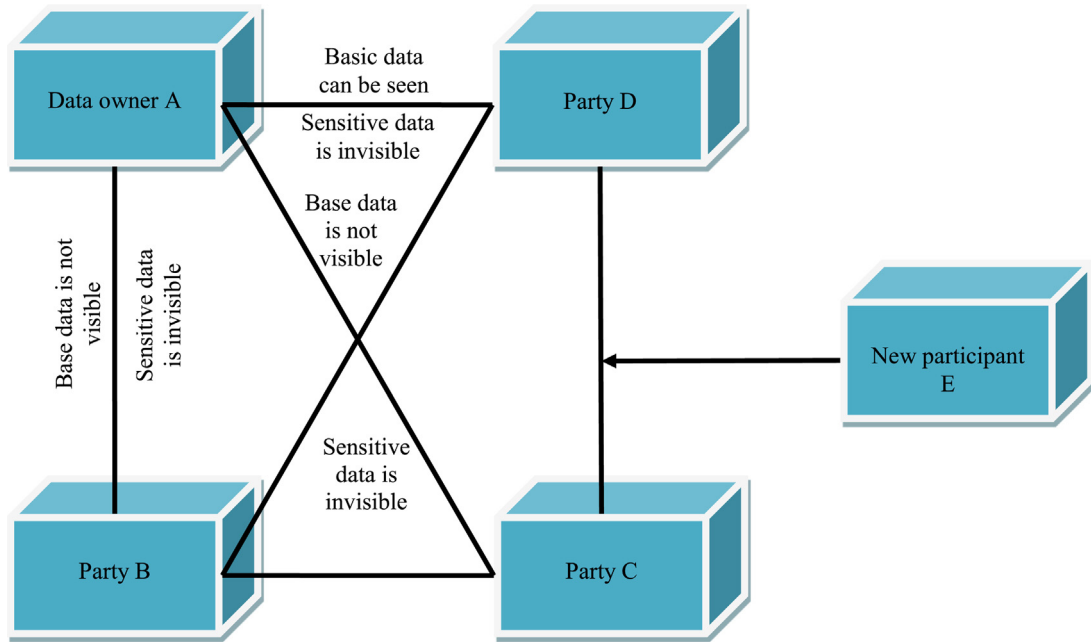 Data owner A
Basic data
can be seen
Sensitive data
is invisible
Party D
Base data
is not
visible
Base data is not
visible
Sensitive data
is invisible
New participant
E
Sensitive
data is
invisible
Party B
Party C